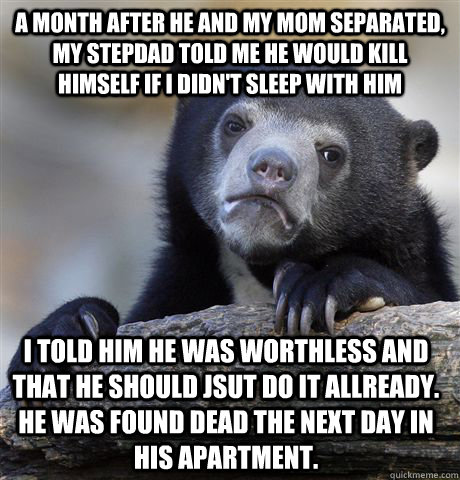 A MONTH AFTER HE AND MY MOM SEPARATED,
MY STEPDAD TOLD ME HE WOULD KILL
HIMSELF IF I DIDN'T SLEEP WITH HIM
I TOLD HIM HE WAS WORTHLESS AND
THAT HE SHOULD JSUT DO IT ALLREADY.
HE WAS FOUND DEAD THE NEXT DAY IN
HIS APARTMENT.
quickmeme.com